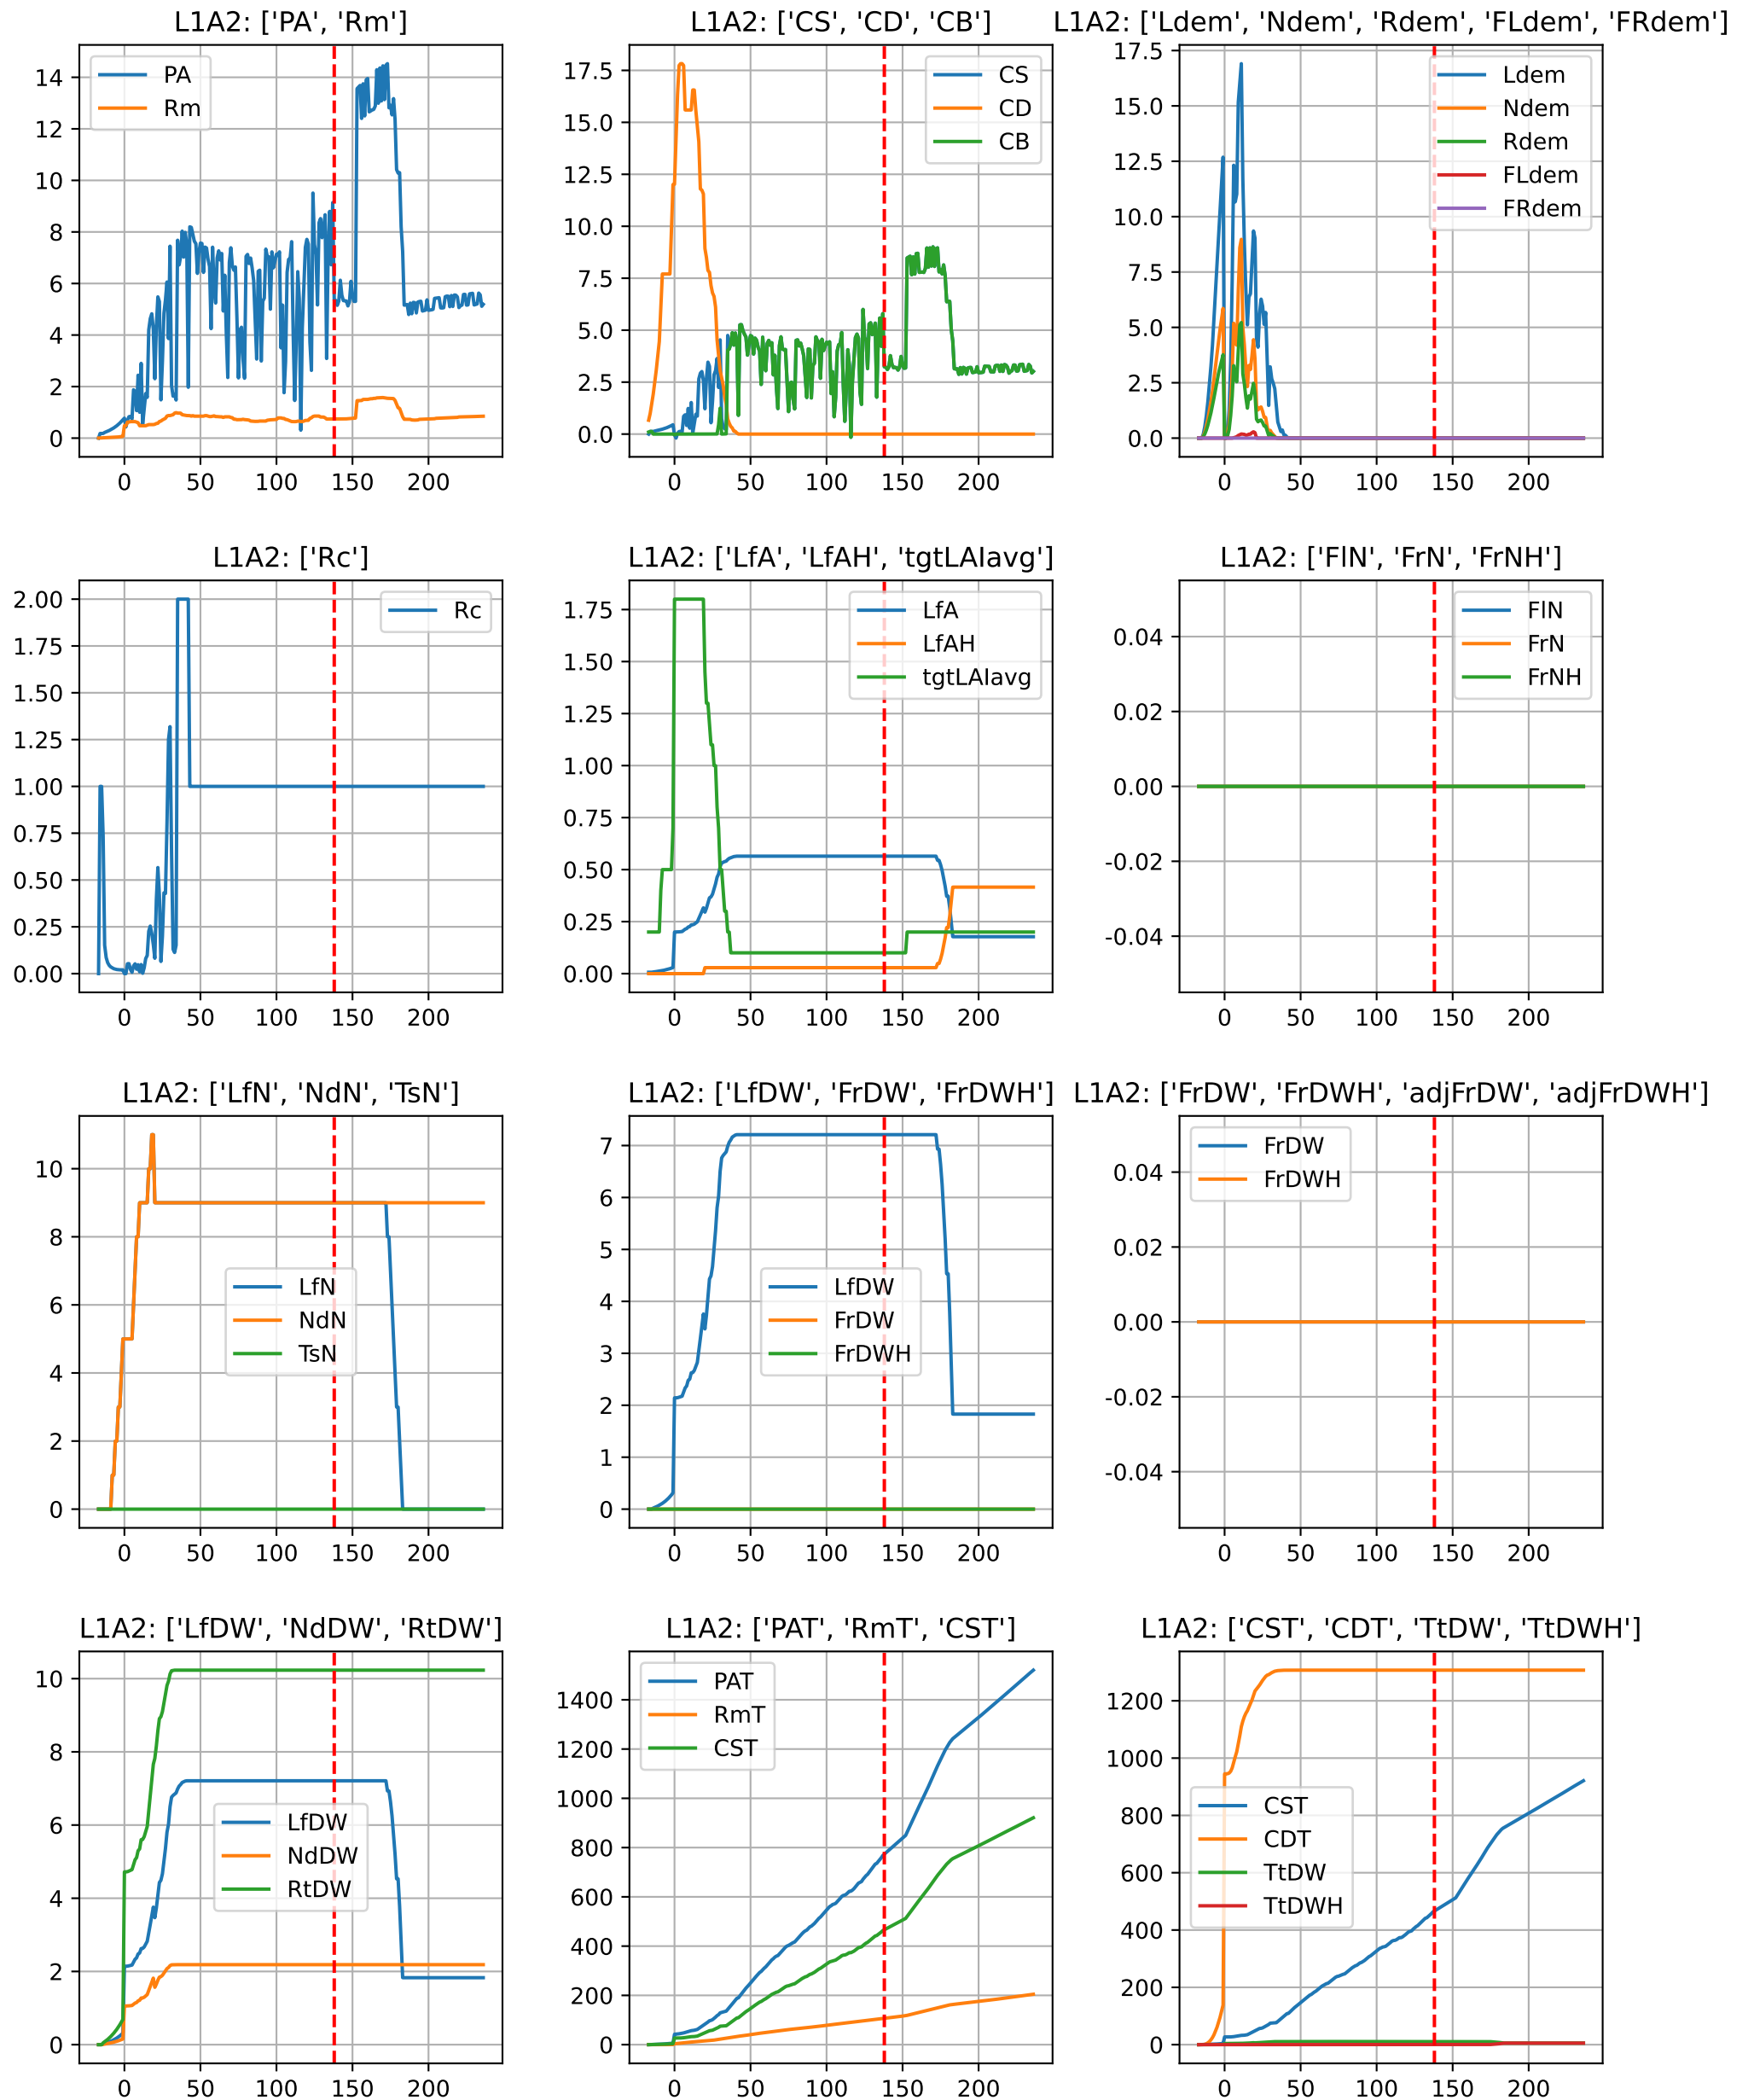 L1A2: ['PA', 'Rm']
PA
Rm
14
12
10
8
6
4
2
0
0 50 100 150 200
L1A2: ['CS', 'CD', 'CB']
CS
CD
CB
17.5
15.0
12.5
10.0
7.5
5.0
2.5
0.0
0 50 100 150 200
L1A2: ['Ldem', 'Ndem', 'Rdem', 'FLdem', 'FRdem']
Ldem
Ndem
Rdem
FLdem
FRdem
17.5
15.0
12.5
10.0
7.5
5.0
2.5
0.0
0 50 100 150 200
L1A2: ['Rc']
Rc
2.00
1.75
1.50
1.25
1.00
0.75
0.50
0.25
0.00
0 50 100 150 200
L1A2: ['LfA', 'LfAH', 'tgtLAIavg']
LfA
LfAH
tgtLAIavg
1.75
1.50
1.25
1.00
0.75
0.50
0.25
0.00
0 50 100 150 200
L1A2: ['FlN', 'FrN', 'FrNH']
FlN
FrN
FrNH
0.04
0.02
0.00
-0.02
-0.04
0 50 100 150 200
L1A2: ['LfN', 'NdN', 'TsN']
LfN
NdN
TsN
10
8
6
4
2
0
0 50 100 150 200
L1A2: ['LfDW', 'FrDW', 'FrDWH']
LfDW
FrDW
FrDWH
7
6
5
4
3
2
1
0
0 50 100 150 200
L1A2: ['FrDW', 'FrDWH', 'adjFrDW', 'adjFrDWH']
FrDW
FrDWH
0.04
0.02
0.00
-0.02
-0.04
0 50 100 150 200
L1A2: ['LfDW', 'NdDW', 'RtDW']
LfDW
NdDW
RtDW
10
8
6
4
2
0
0 50 100 150 200
L1A2: ['PAT', 'RmT', 'CST']
PAT
RmT
CST
1400
1200
1000
800
600
400
200
0
0 50 100 150 200
L1A2: ['CST', 'CDT', 'TtDW', 'TtDWH']
CST
CDT
TtDW
TtDWH
1200
1000
800
600
400
200
0
0 50 100 150 200